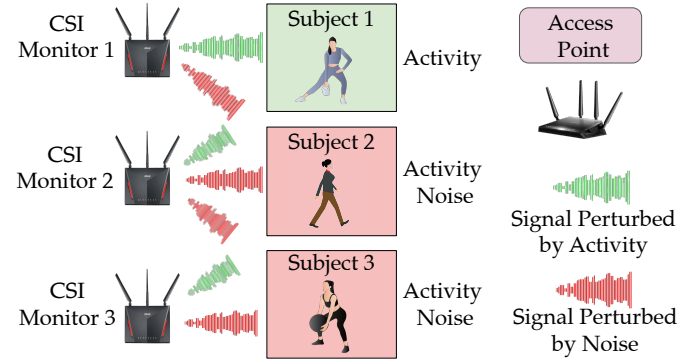 CSI
Monitor 1
Subject 1
Activity
Access
Point
CSI
Monitor 2
Subject 2
Activity
Noise
Signal Perturbed
by Activity
CSI
Monitor 3
Subject 3
Activity
Noise
Signal Perturbed
by Noise